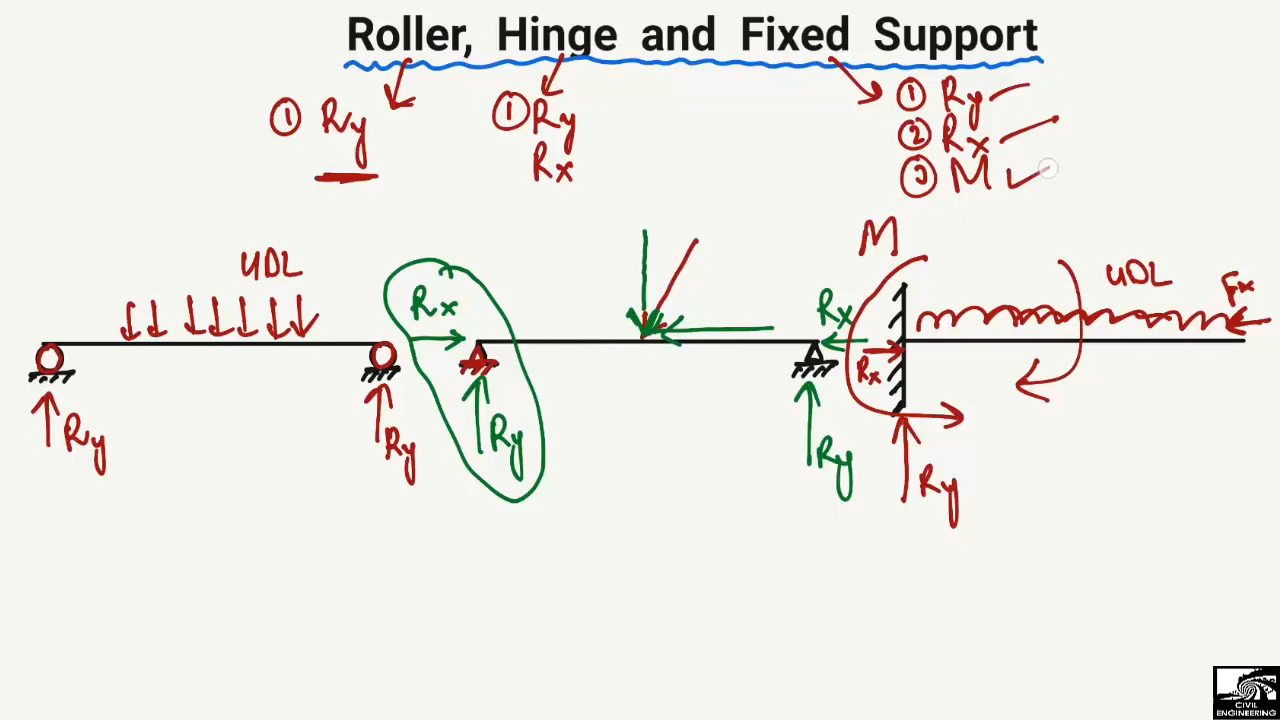 Roller, Hinge and Fixed Support
① Ry
① Ry
Rx
① Ry
② Rx
③ M
UDL
Rx
Rx
M
Rx
UDL
Fx
Ry
Ry
Ry
Ry
Ry
CIVIL
ENGINEERING